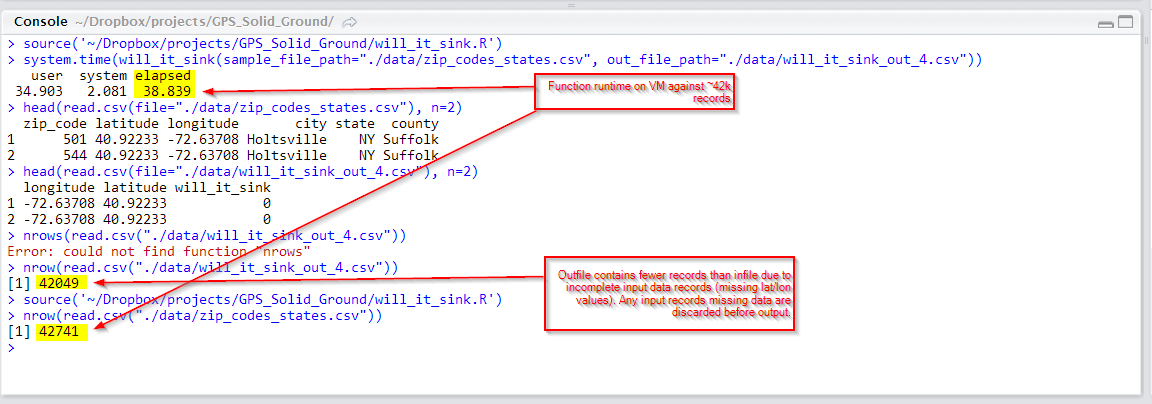 Console ~/Dropbox/projects/GPS_Solid_Ground/
> source('~/Dropbox/projects/GPS_Solid_Ground/will_it_sink.R')
> system.time(will_it_sink(sample_file_path="./data/zip_codes_states.csv", out_file_path="./data/will_it_sink_out_4.csv"))
user system elapsed
34.903 2.081 38.839
> head(read.csv(file="./data/zip_codes_states.csv"), n=2)
zip_code latitude longitude city state county
1 501 40.92233 -72.63708 Holtsville NY Suffolk
2 544 40.92233 -72.63708 Holtsville NY Suffolk
> head(read.csv(file="./data/will_it_sink_out_4.csv"), n=2)
longitude latitude will_it_sink
1 -72.63708 40.92233 0
2 -72.63708 40.92233 0
> nrows(read.csv("./data/will_it_sink_out_4.csv"))
Error: could not find function "nrows"
> nrow(read.csv("./data/will_it_sink_out_4.csv"))
[1] 42049
> source('~/Dropbox/projects/GPS_Solid_Ground/will_it_sink.R')
> nrow(read.csv("./data/zip_codes_states.csv"))
[1] 42741
>
Function runtime on VM against ~42k
records
Outfile contains fewer records than infile due to
incomplete input data records (missing lat/lon
values). Any input records missing data are
discarded before output.